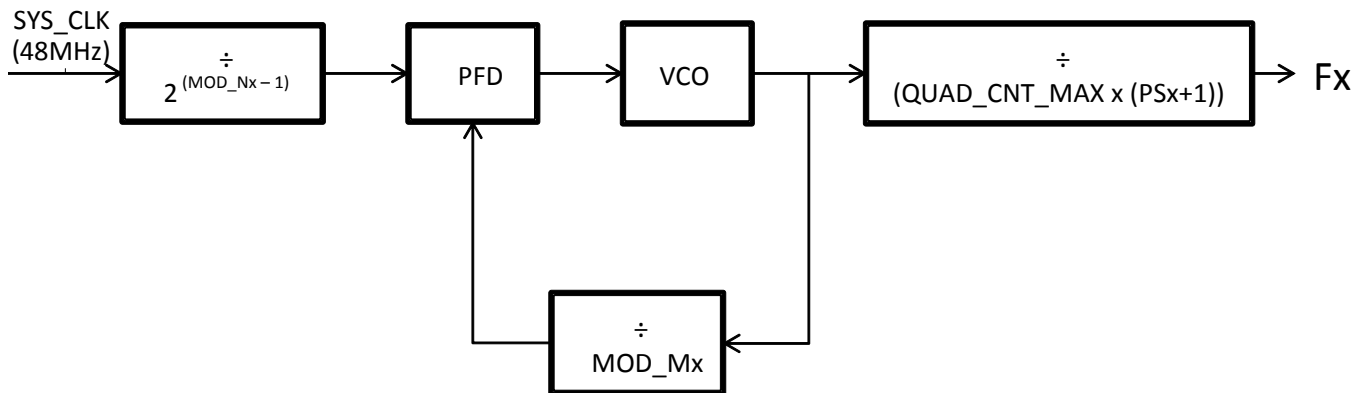 SYS_CLK
(48MHz)
÷
2^(MOD_Nx – 1)
PFD
VCO
÷
(QUAD_CNT_MAX x (PSx+1))
Fx
÷
MOD_Mx